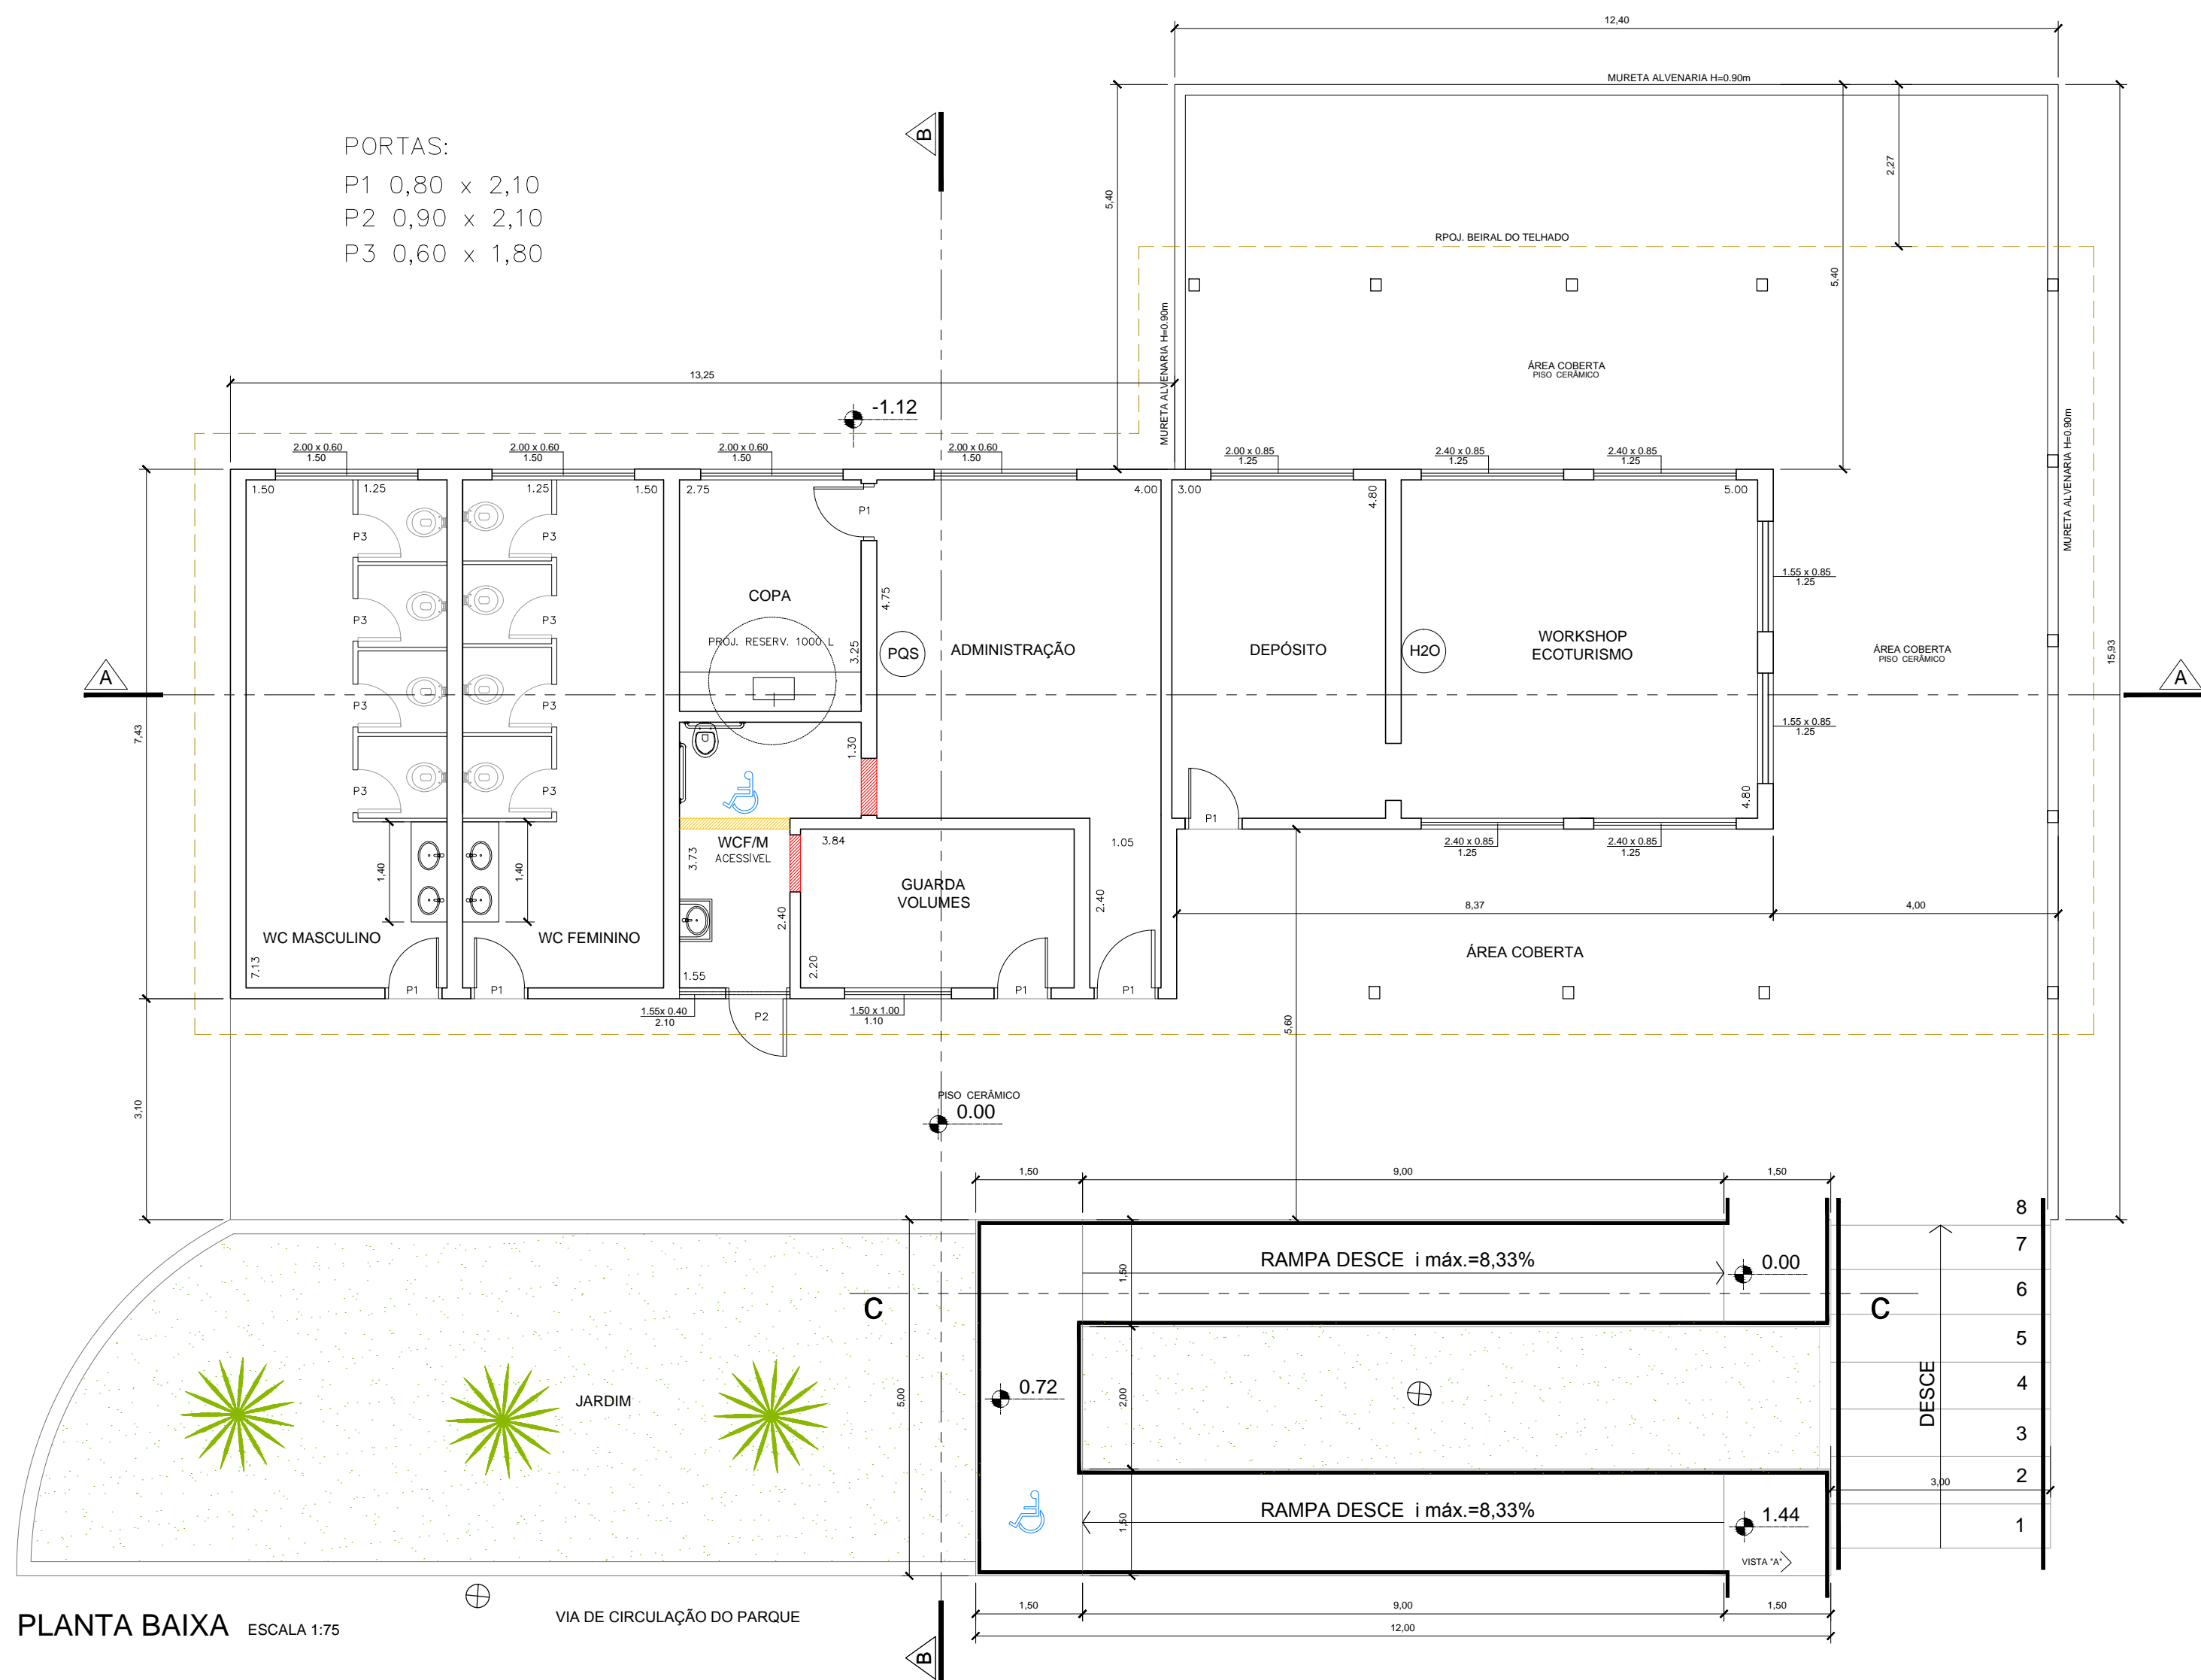 12,40
MURETA ALVENARIA H=0.90m
B
PORTAS:
P1 0,80 x 2,10
P2 0,90 x 2,10
P3 0,60 x 1,80
5,40
2,27
5,40
RPOJ. BEIRAL DO TELHADO
MURETA ALVENARIA H=0.90m
ÁREA COBERTA
PISO CERÂMICO
13,25
-1.12
MURETA ALVENARIA H=0.90m
2.00 x 0.60
1.50
2.00 x 0.60
1.50
2.00 x 0.60
1.50
2.00 x 0.60
1.50
2.00 x 0.85
1.25
2.40 x 0.85
1.25
2.40 x 0.85
1.25
1.50
1.25
1.25
1.50
2.75
4.00
3.00
4.80
5.00
P1
P3
P3
1.55 x 0.85
1.25
COPA
4.75
P3
P3
PROJ. RESERV. 1000 L
3.25
PQS
ADMINISTRAÇÃO
DEPÓSITO
H2O
WORKSHOP
ECOTURISMO
ÁREA COBERTA
PISO CERÂMICO
15,93
A
A
7,43
P3
P3
1.55 x 0.85
1.25
1.30
P3
P3
4.80
P1
WCF/M
ACESSÍVEL
3.73
3.84
1.05
2.40 x 0.85
1.25
2.40 x 0.85
1.25
1,40
1,40
GUARDA
VOLUMES
2.40
2.40
8,37
4,00
WC MASCULINO
WC FEMININO
ÁREA COBERTA
7.13
1.55
2.20
P1
P1
P1
P1
1.55x 0.40
2.10
P2
1.50 x 1.00
1.10
5,60
3,10
PISO CERÂMICO
0.00
1,50
9,00
1,50
8
7
6
5
4
3
2
1
RAMPA DESCE i máx.=8,33%
0.00
1,50
C
C
5,00
JARDIM
0.72
2,00
DESCE
3,00
RAMPA DESCE i máx.=8,33%
1.44
1,50
VISTA "A"
1,50
9,00
1,50
12,00
PLANTA BAIXA ESCALA 1:75
VIA DE CIRCULAÇÃO DO PARQUE
B